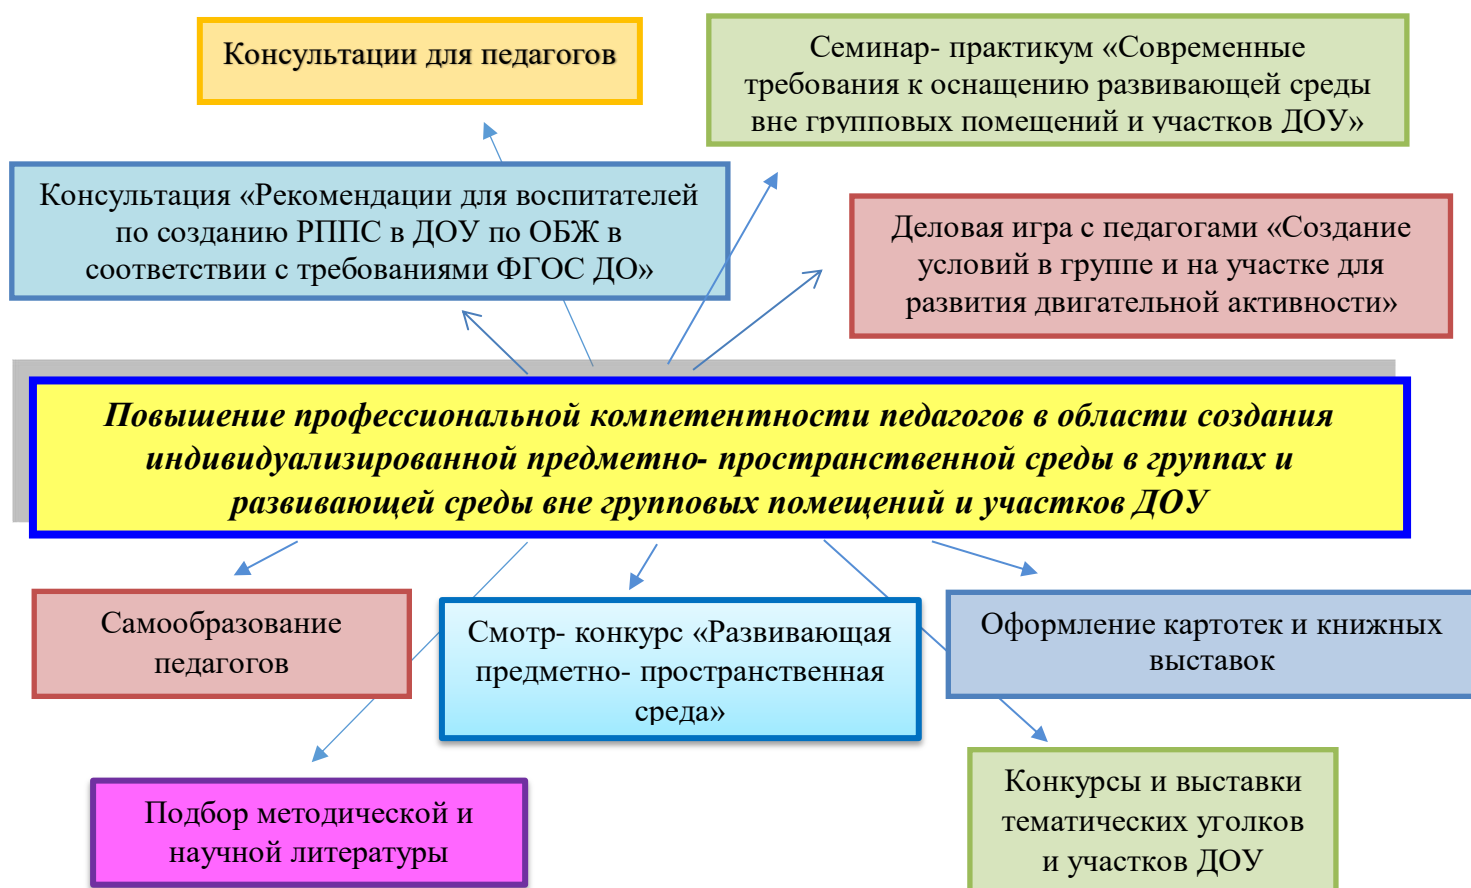 Консультации для педагогов
Семинар- практикум «Современные
требования к оснащению развивающей среды
вне групповых помещений и участков ДОУ»
Консультация «Рекомендации для воспитателей
по созданию РППС в ДОУ по ОБЖ в
соответствии с требованиями ФГОС ДО»
Деловая игра с педагогами «Создание
условий в группе и на участке для
развития двигательной активности»
Повышение профессиональной компетентности педагогов в области создания
индивидуализированной предметно- пространственной среды в группах и
развивающей среды вне групповых помещений и участков ДОУ
Самообразование
педагогов
Смотр- конкурс «Развивающая
предметно- пространственная
среда»
Оформление картотек и книжных
выставок
Подбор методической и
научной литературы
Конкурсы и выставки
тематических уголков
и участков ДОУ